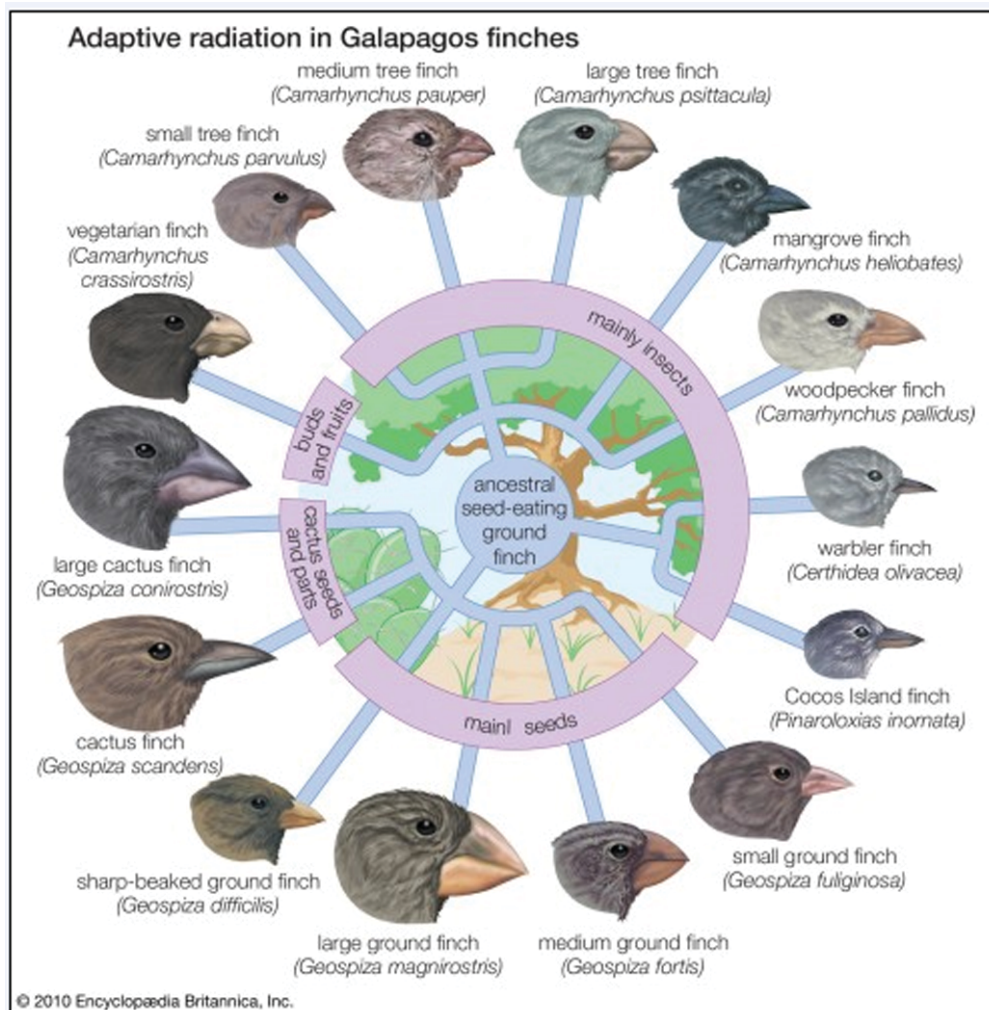 Adaptive radiation in Galapagos finches
medium tree finch
(Camarhynchus pauper)
large tree finch
(Camarhynchus psittacula)
small tree finch
(Camarhynchus parvulus)
vegetarian finch
(Camarhynchus
crassirostris)
mangrove finch
(Camarhynchus heliobates)
mainly insects
woodpecker finch
(Camarhynchus pallidus)
buds
and fruits
ancestral
seed-eating
ground
finch
cactus seeds
and parts
warbler finch
(Certhidea olivacea)
large cactus finch
(Geospiza conirostris)
Cocos Island finch
(Pinaroloxias inornata)
mainl seeds
cactus finch
(Geospiza scandens)
small ground finch
(Geospiza fuliginosa)
sharp-beaked ground finch
(Geospiza difficilis)
large ground finch
(Geospiza magnirostris)
medium ground finch
(Geospiza fortis)
© 2010 Encyclopædia Britannica, Inc.